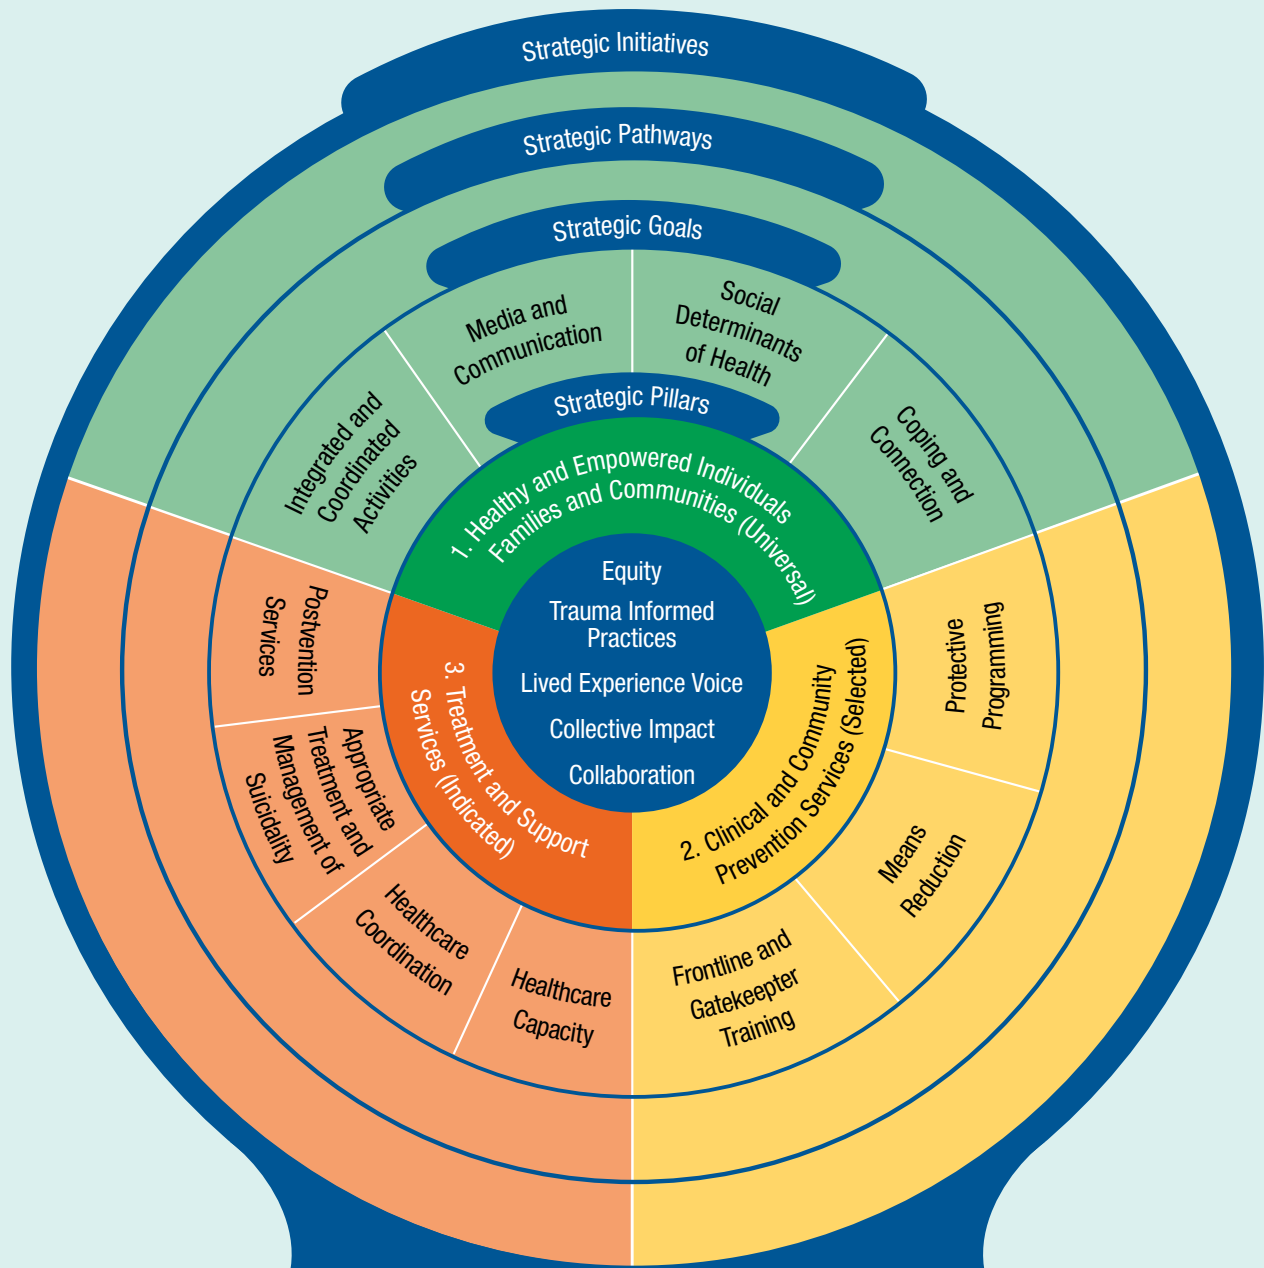 Strategic Initiatives
Strategic Pathways
Strategic Goals
Integrated and
Coordinated
Activities
Media and
Communication
Social
Determinants
of Health
Coping and
Connection
Strategic Pillars
1. Healthy and Empowered Individuals
Families and Communities (Universal)
Equity
Trauma Informed
Practices
Lived Experience Voice
Collective Impact
Collaboration
2. Clinical and Community
Prevention Services (Selected)
Protective
Programming
Means
Reduction
Frontline and
Gatekeeper
Training
3. Treatment and Support
Services (Indicated)
Healthcare
Capacity
Healthcare
Coordination
Appropriate
Treatment and
Management of
Suicidality
Postvention
Services